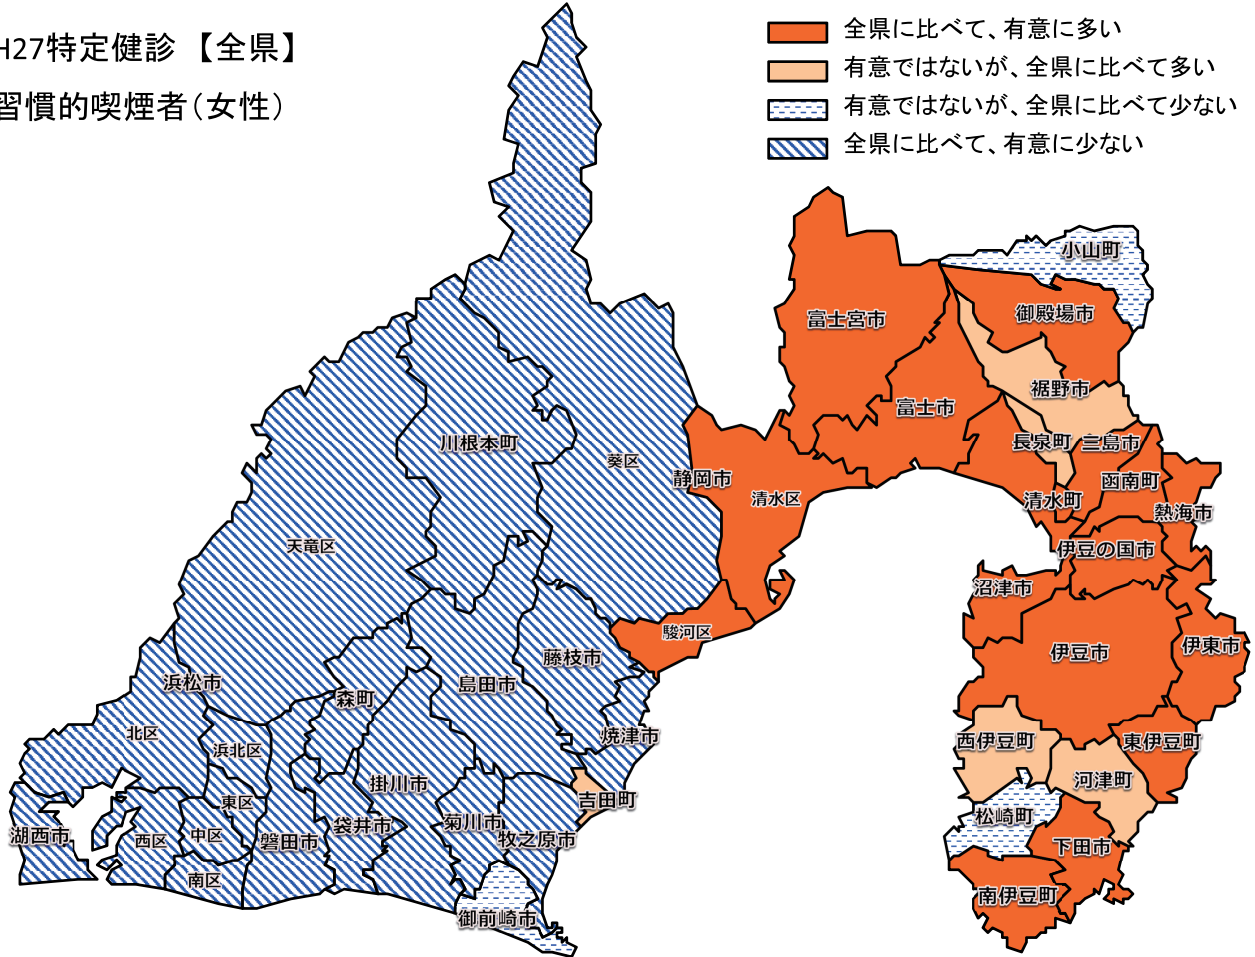 H27特定健診 【全県】
習慣的喫煙者(女性)
全県に比べて、有意に多い
有意ではないが、全県に比べて多い
有意ではないが、全県に比べて少ない
全県に比べて、有意に少ない
小山町
御殿場市
富士宮市
裾野市
富士市
長泉町
三島市
川根本町
葵区
静岡市
清水区
函南町
清水町
熱海市
天竜区
伊豆の国市
沼津市
駿河区
伊東市
伊豆市
藤枝市
浜松市
島田市
森町
北区
浜北区
焼津市
西伊豆町
東伊豆町
掛川市
河津町
吉田町
東区
松崎町
湖西市
西区
中区
磐田市
袋井市
菊川市
牧之原市
下田市
南区
南伊豆町
御前崎市